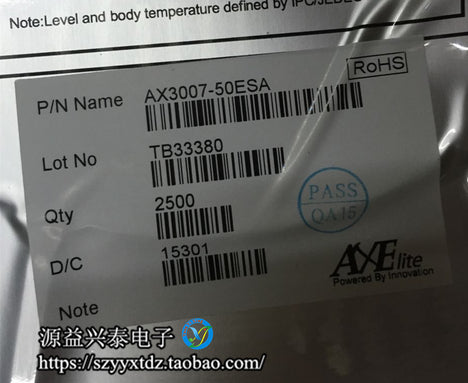 Note:Level and body temperature defined by IPC/JEDEC
RoHS
P/N Name AX3007-50ESA
Lot No TB33380
Qty 2500
PASS
QA15
D/C 15301
AXElite
Powered By Innovation
Note
源益兴泰电子
https://szyyxtdz.taobao.com/